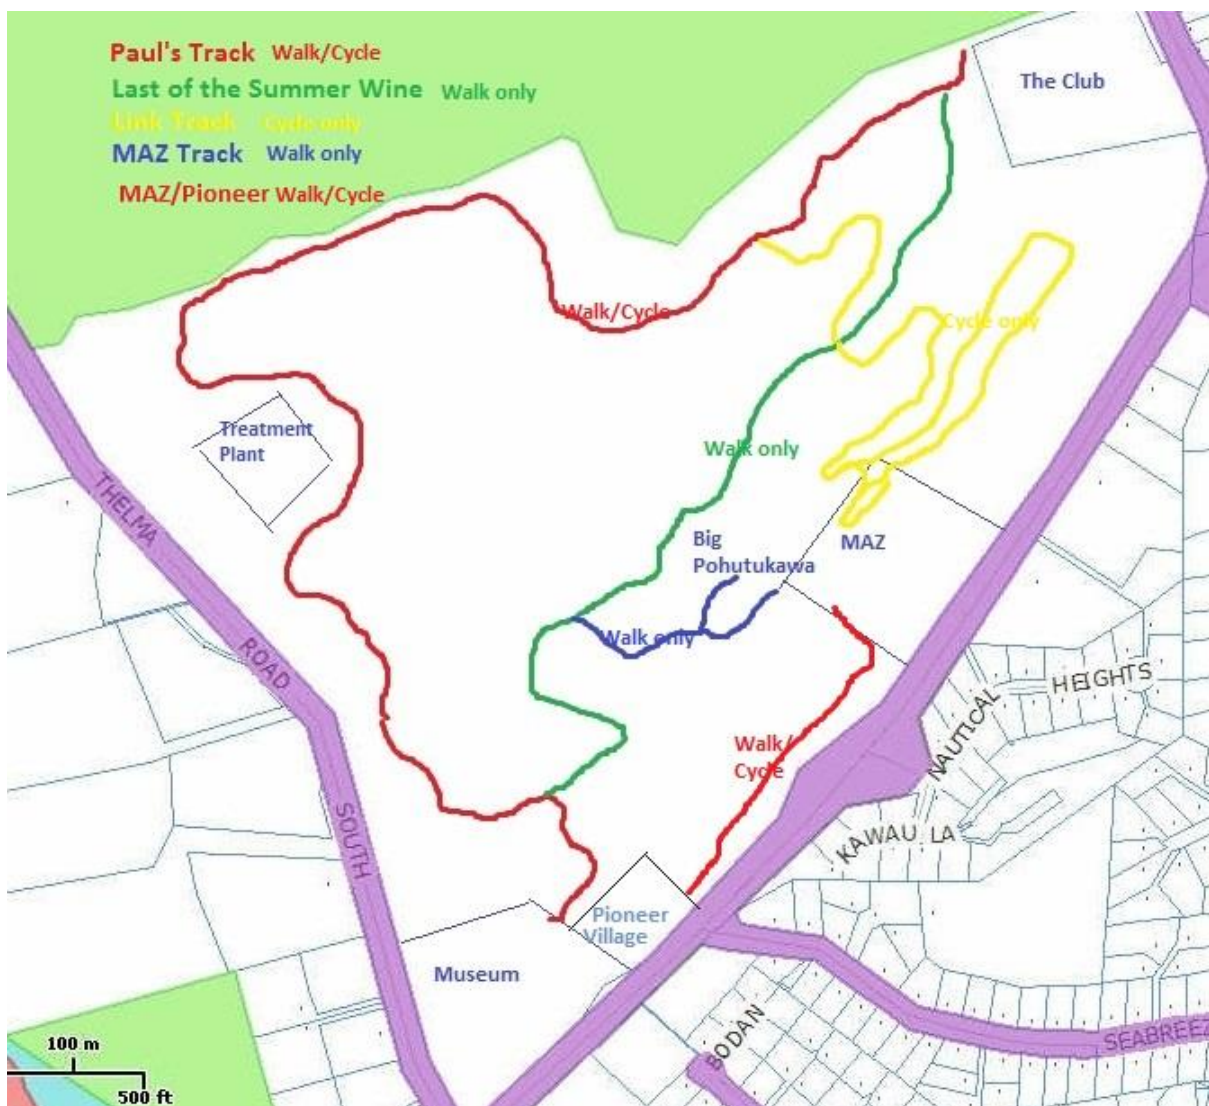 Paul's Track Walk/Cycle
Last of the Summer Wine Walk only
Link Track Cycle only
MAZ Track Walk only
MAZ/Pioneer Walk/Cycle
The Club
Walk/Cycle
Cycle only
Treatment
Plant
Walk only
THELMA
ROAD
SOUTH
Big
Pohutukawa
MAZ
Walk only
Walk/
Cycle
NAUTICAL
HEIGHTS
KAWAU LA
Pioneer
Village
Museum
BODAN
SEABREEZ
100 m
500 ft